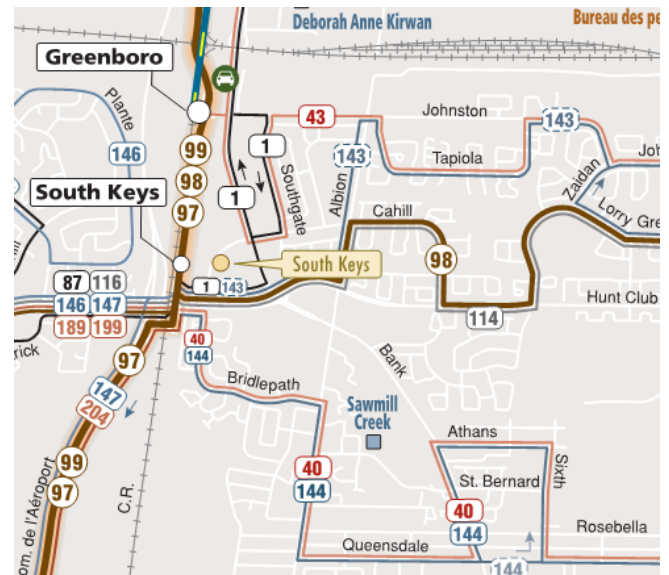 Deborah Anne Kirwan
Bureau des pe
Greenboro
Plante
43
Johnston
143
143
1
99
Tapiola
Joh
146
98
1
Southgate
Albion
Zaidan
South Keys
97
Cahill
Lorry Gre
98
South Keys
87 116
1 143
146 147
114
Hunt Club
189 199
rick
97
40
144
Bank
147
204
Bridlepath
Sawmill
Creek
Athans
99
40
144
St. Bernard
Sixth
97
40
144
om. de l'Aéroport
C.R.
Rosebella
Queensdale
144